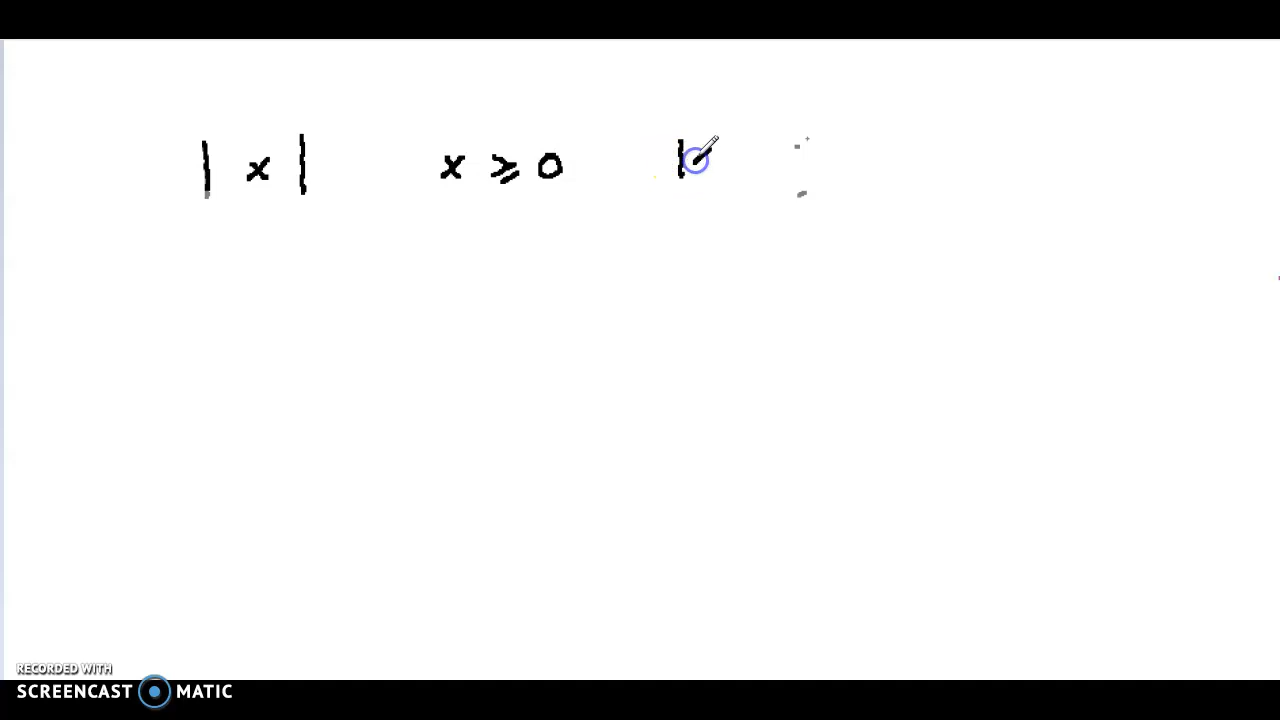 | x | x ⩾ 0 |
RECORDED WITH
SCREENCAST MATIC